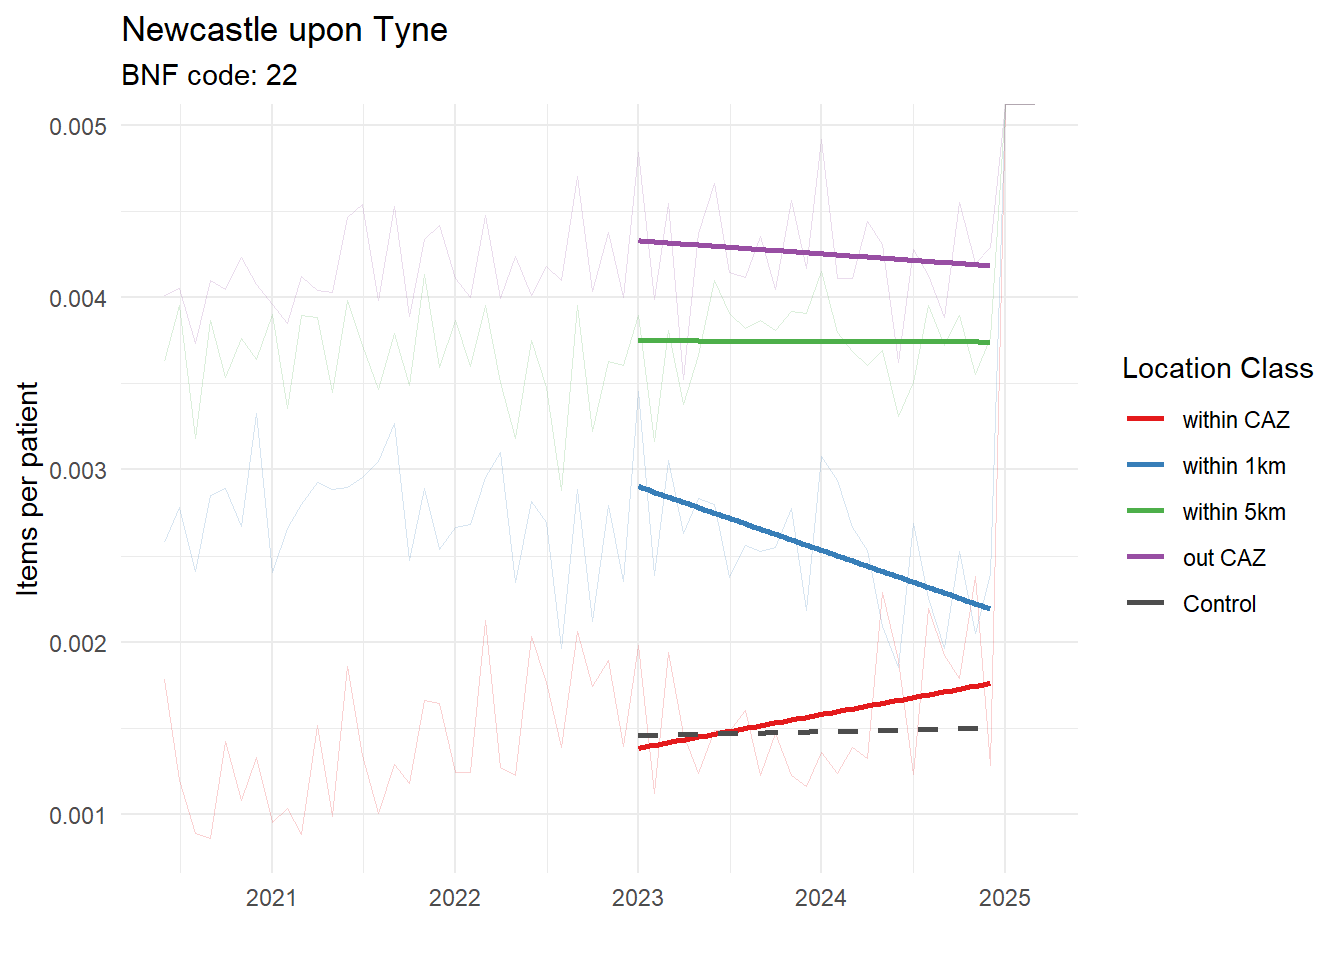 Newcastle upon Tyne
BNF code: 22
Items per patient
0.005
0.004
0.003
0.002
0.001
2021
2022
2023
2024
2025
Location Class
within CAZ
within 1km
within 5km
out CAZ
Control